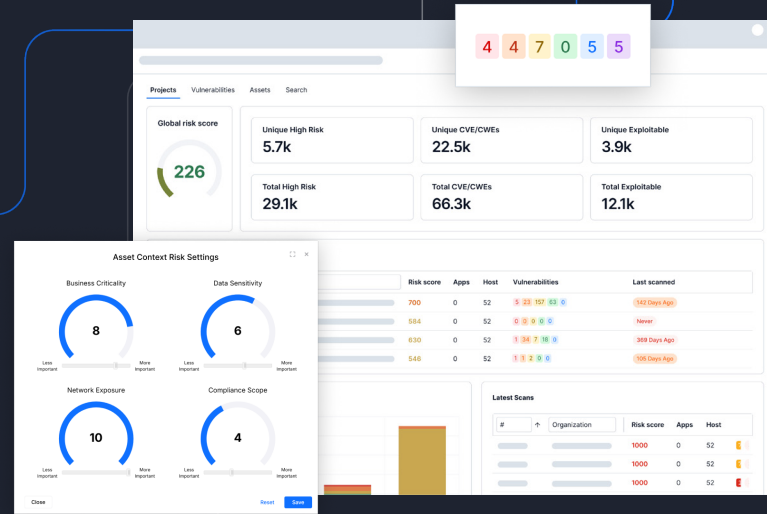 4 4 7 0 5 5
Projects Vulnerabilities Assets Search
Global risk score
226
Unique High Risk
5.7k
Unique CVE/CWEs
22.5k
Unique Exploitable
3.9k
Total High Risk
29.1k
Total CVE/CWEs
66.3k
Total Exploitable
12.1k
Risk score Apps Host Vulnerabilities Last scanned
700 0 52 5 23 157 63 0 142 Days Ago
584 0 52 0 0 0 0 0 Never
630 0 52 1 34 7 18 0 369 Days Ago
546 0 52 1 1 2 0 0 105 Days Ago
Asset Context Risk Settings
Business Criticality
8
Less Important
More Important
Data Sensitivity
6
Less Important
More Important
Network Exposure
10
Less Important
More Important
Compliance Scope
4
Less Important
More Important
Close Reset Save
Latest Scans
# Organization Risk score Apps Host
1000 0 52
1000 0 52
1000 0 52